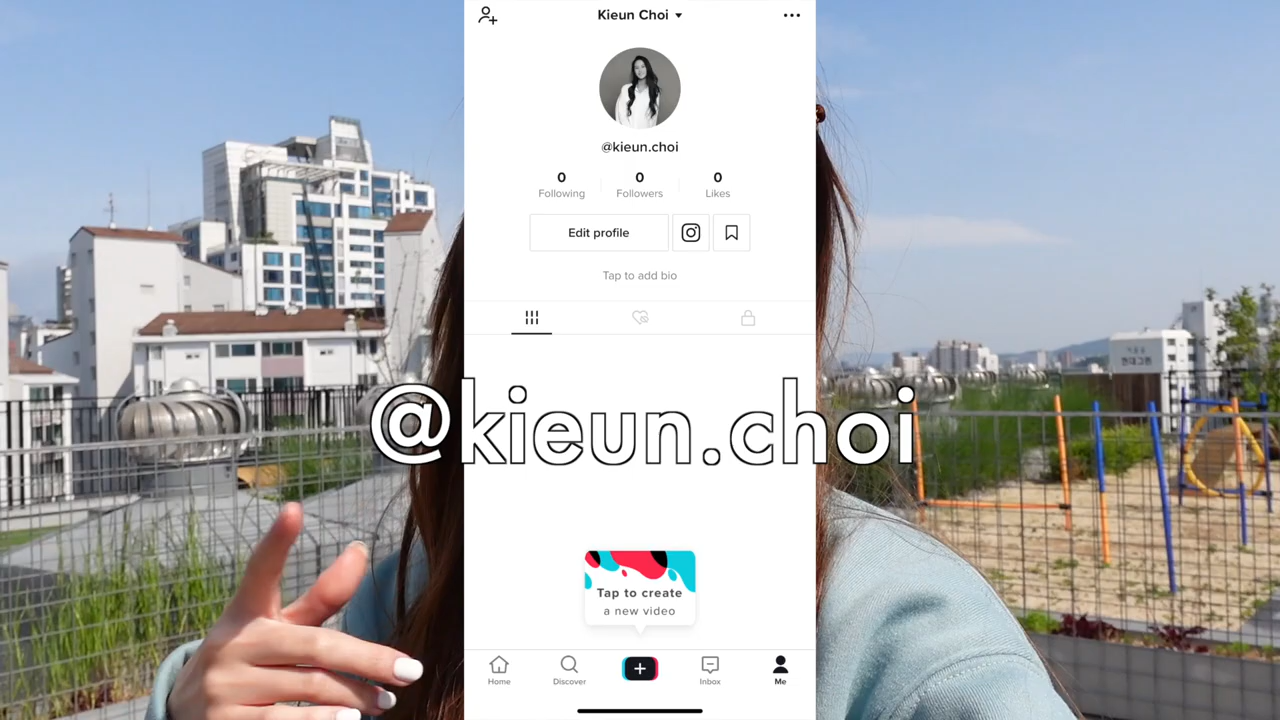 Kieun Choi
@kieun.choi
0 0 0
Following Followers Likes
Edit profile
Tap to add bio
@kieun.choi
Tap to create
a new video
Home Discover Inbox Me